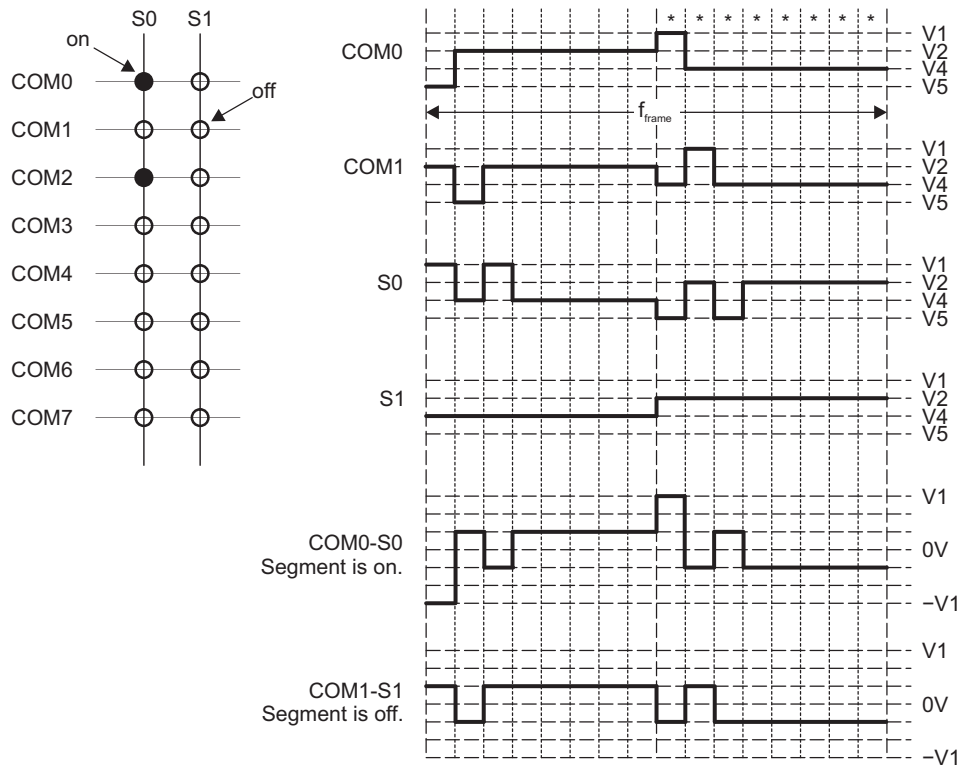 S0 S1
on
off
COM0
COM1
COM2
COM3
COM4
COM5
COM6
COM7
* * * * * * * *
COM0
V1
V2
V4
V5
fframe
COM1
V1
V2
V4
V5
S0
V1
V2
V4
V5
S1
V1
V2
V4
V5
COM0-S0
Segment is on.
V1
0V
−V1
COM1-S1
Segment is off.
V1
0V
−V1